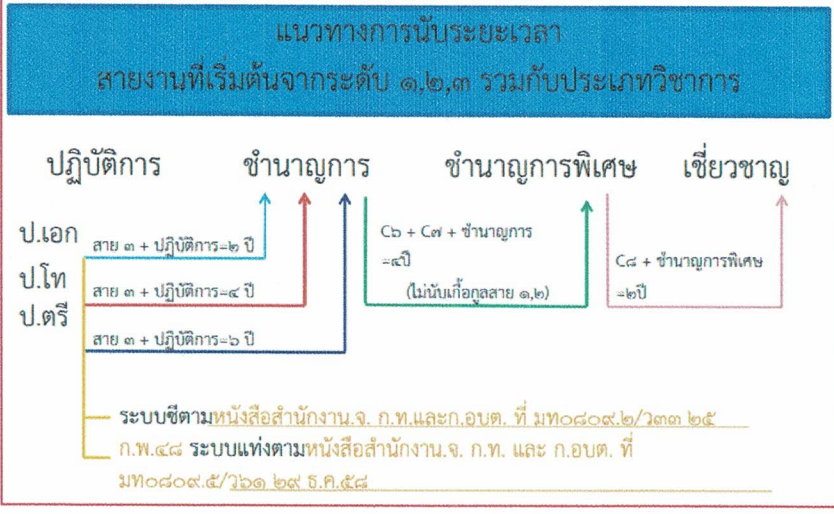 แนวทางการนับระยะเวลา
สายงานที่เริ่มต้นจากระดับ ๑,๒,๓ รวมกับประเภทวิชาการ
ปฏิบัติการ ชำนาญการ ชำนาญการพิเศษ เชี่ยวชาญ
ป.เอก
สาย ๓ + ปฏิบัติการ=๒ ปี
ป.โท
สาย ๓ + ปฏิบัติการ=๔ ปี
ป.ตรี
สาย ๓ + ปฏิบัติการ=๖ ปี
C๖ + C๗ + ชำนาญการ
=๔ปี
(ไม่นับเกื้อกูลสาย ๑,๒)
C๘ + ชำนาญการพิเศษ
=๒ปี
ระบบซีตามหนังสือสำนักงาน.จ. ก.ท.และก.อบต. ที่ มท๐๘๐๙.๒/ว๓๓ ๒๕
ก.พ.๔๘ ระบบแท่งตามหนังสือสำนักงาน.จ. ก.ท. และ ก.อบต. ที่
มท๐๘๐๙.๕/ว๖๑ ๒๙ ธ.ค.๕๘